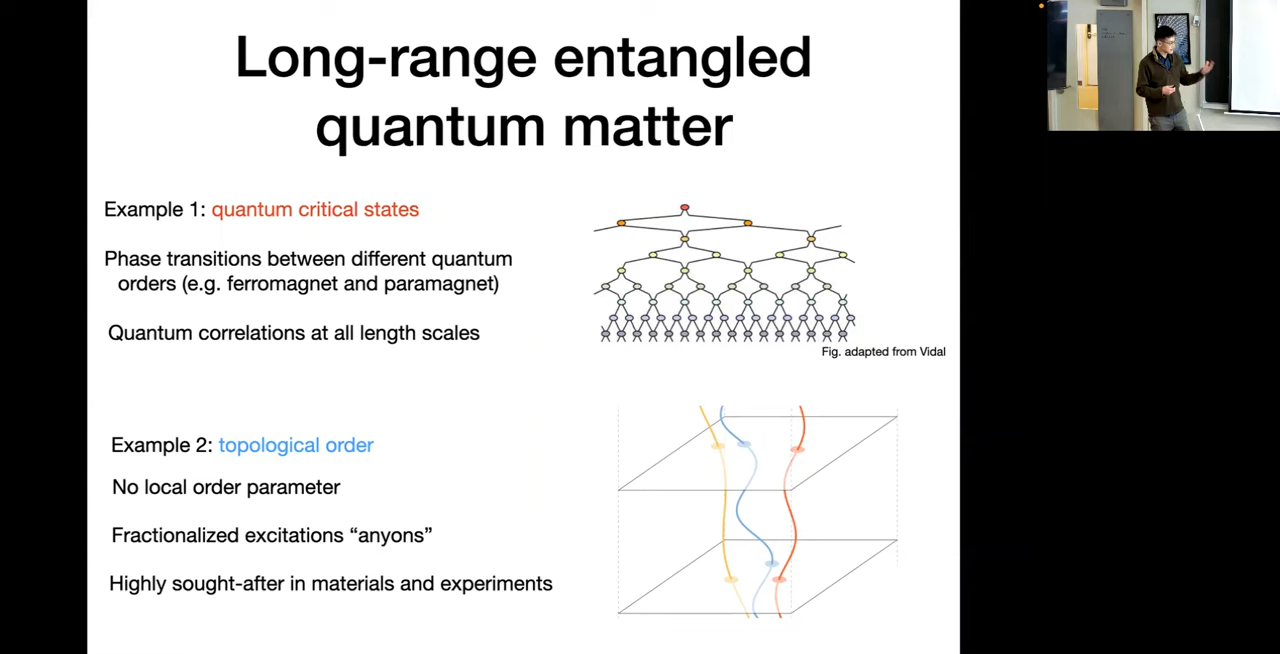 Long-range entangled
quantum matter
Example 1: quantum critical states
Phase transitions between different quantum
orders (e.g. ferromagnet and paramagnet)
Quantum correlations at all length scales
Fig. adapted from Vidal
Example 2: topological order
No local order parameter
Fractionalized excitations “anyons”
Highly sought-after in materials and experiments